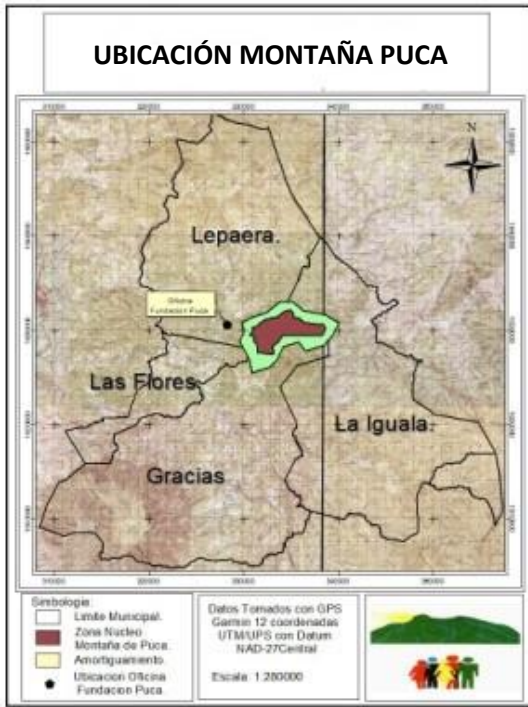 UBICACIÓN MONTAÑA PUCA
N
Lepaera.
Oficina
Fundacion Puca
Las Flores.
La Iguala.
Gracias
Simbologia:
Limite Municipal.
Zona Nucleo
Montaña de Puca.
Amortiguamiento.
Ubicacion Oficina
Fundacion Puca.
Datos Tomados con GPS
Garmin 12 coordenadas
UTM/UPS con Datum
NAD-27Central
Escala: 1:280000